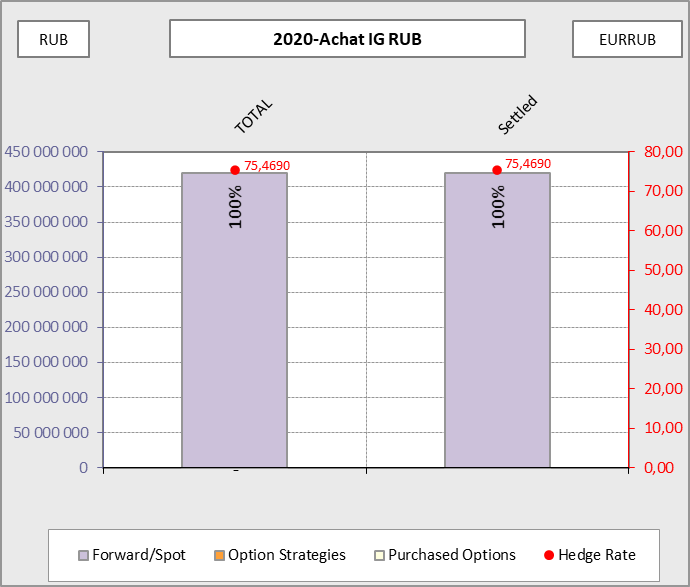 RUB
2020-Achat IG RUB
EURRUB
TOTAL
Settled
450 000 000
400 000 000
350 000 000
300 000 000
250 000 000
200 000 000
150 000 000
100 000 000
50 000 000
0
75,4690
75,4690
100%
100%
-
80,00
70,00
60,00
50,00
40,00
30,00
20,00
10,00
0,00
Forward/Spot
Option Strategies
Purchased Options
Hedge Rate